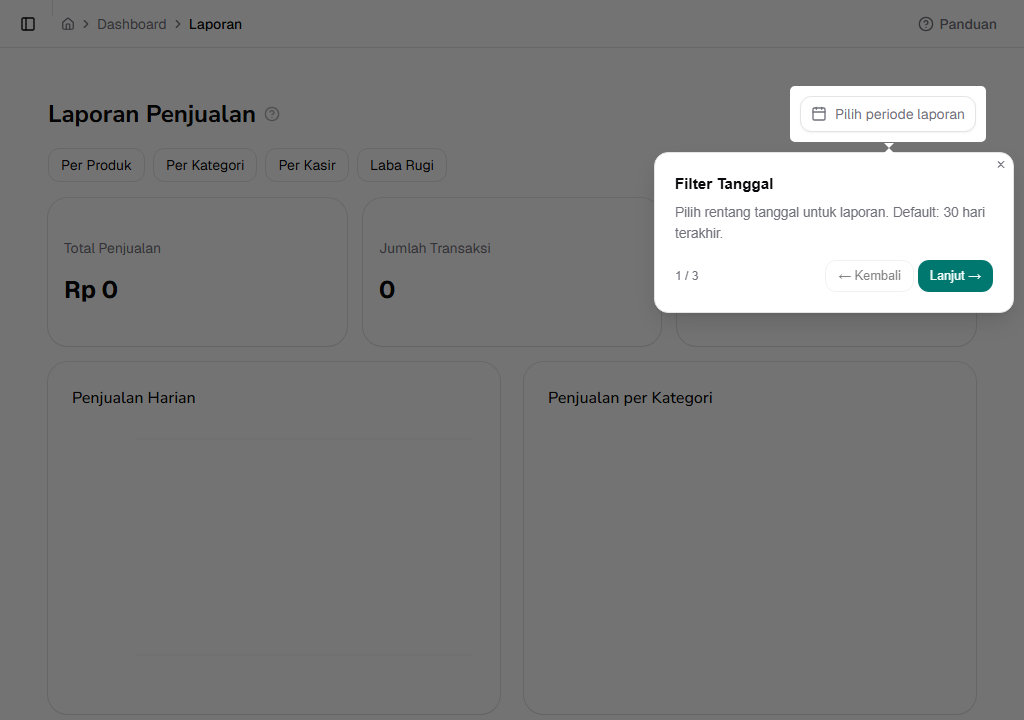 Dashboard
Laporan
Panduan
Laporan Penjualan
Pilih periode laporan
Per Produk
Per Kategori
Per Kasir
Laba Rugi
Filter Tanggal
Pilih rentang tanggal untuk laporan. Default: 30 hari
terakhir.
1 / 3
← Kembali
Lanjut →
Total Penjualan
Rp 0
Jumlah Transaksi
0
Penjualan Harian
Penjualan per Kategori